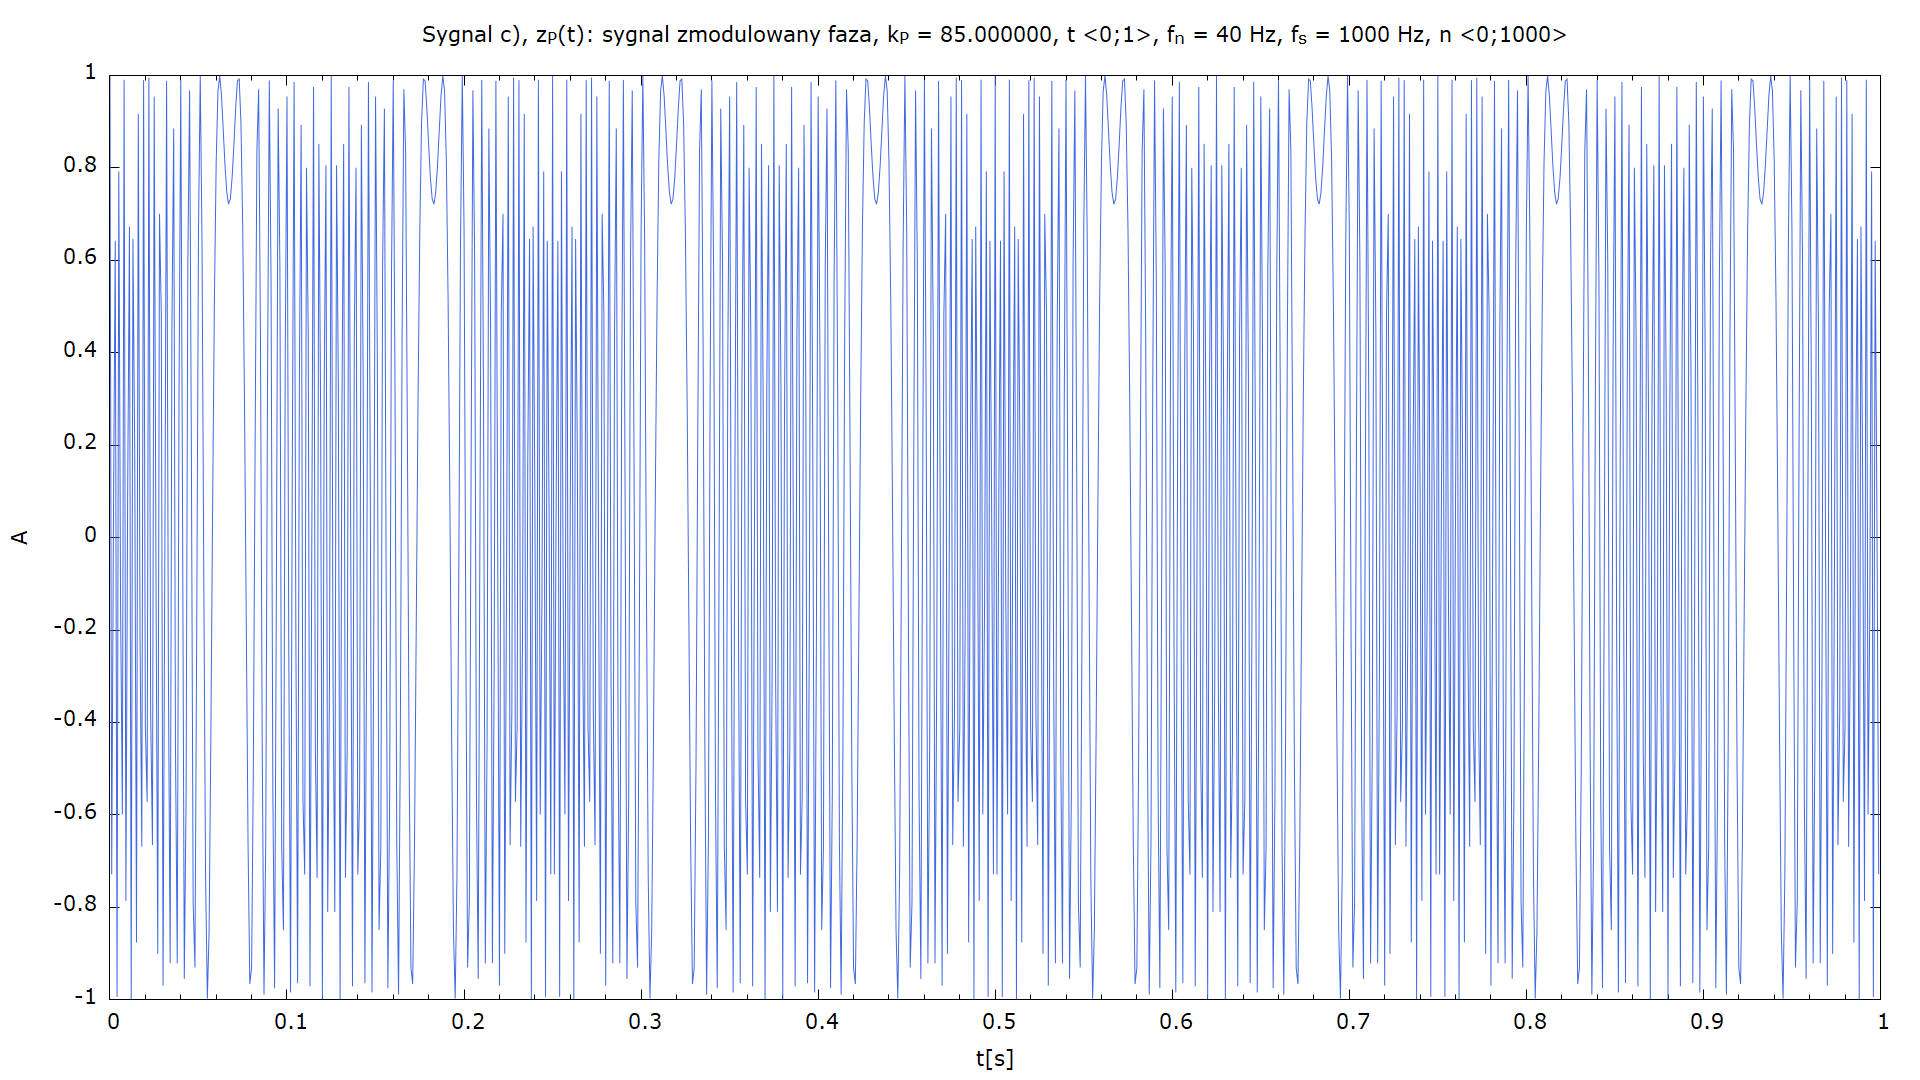 Sygnal c), zP(t): sygnal zmodulowany faza, kP = 85.000000, t <0;1>, fn = 40 Hz, fs = 1000 Hz, n <0;1000>
1
0.8
0.6
0.4
0.2
0
-0.2
-0.4
-0.6
-0.8
-1
A
0 0.1 0.2 0.3 0.4 0.5 0.6 0.7 0.8 0.9 1
t[s]